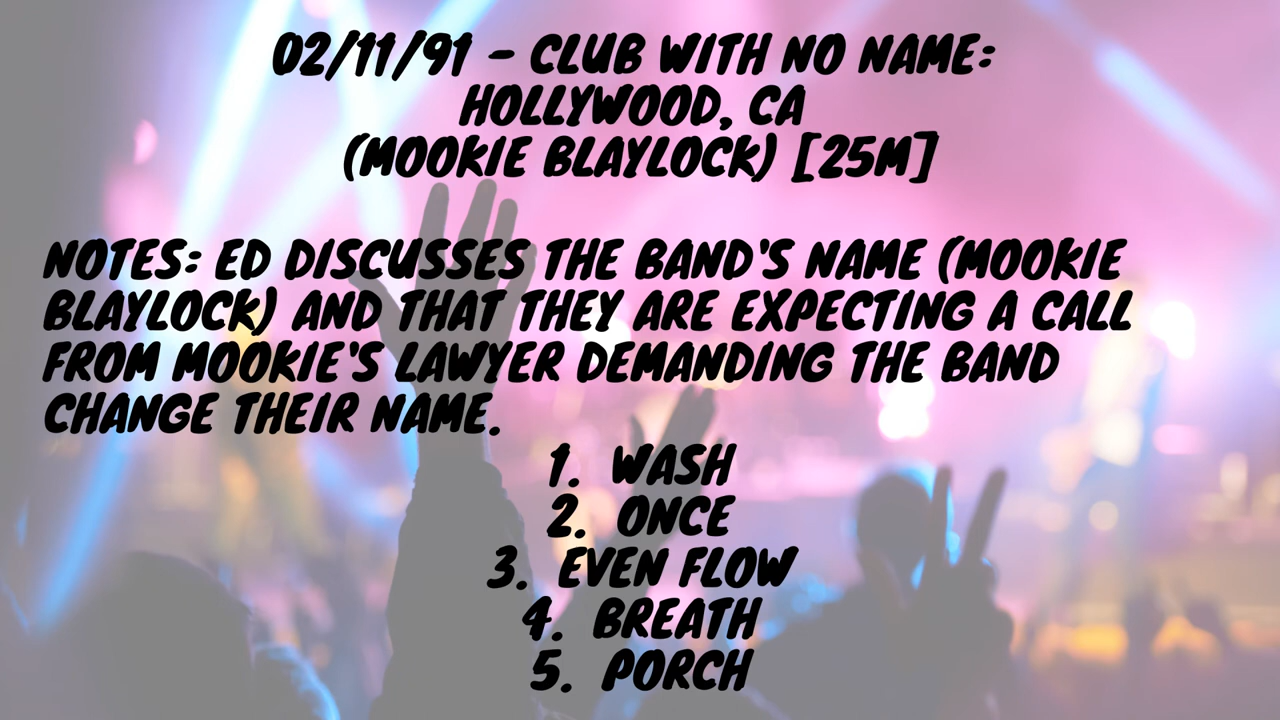 02/11/91 - CLUB WITH NO NAME:
HOLLYWOOD, CA
(MOOKIE BLAYLOCK) [25M]
NOTES: ED DISCUSSES THE BAND'S NAME (MOOKIE
BLAYLOCK) AND THAT THEY ARE EXPECTING A CALL
FROM MOOKIE'S LAWYER DEMANDING THE BAND
CHANGE THEIR NAME.
1. WASH
2. ONCE
3. EVEN FLOW
4. BREATH
5. PORCH